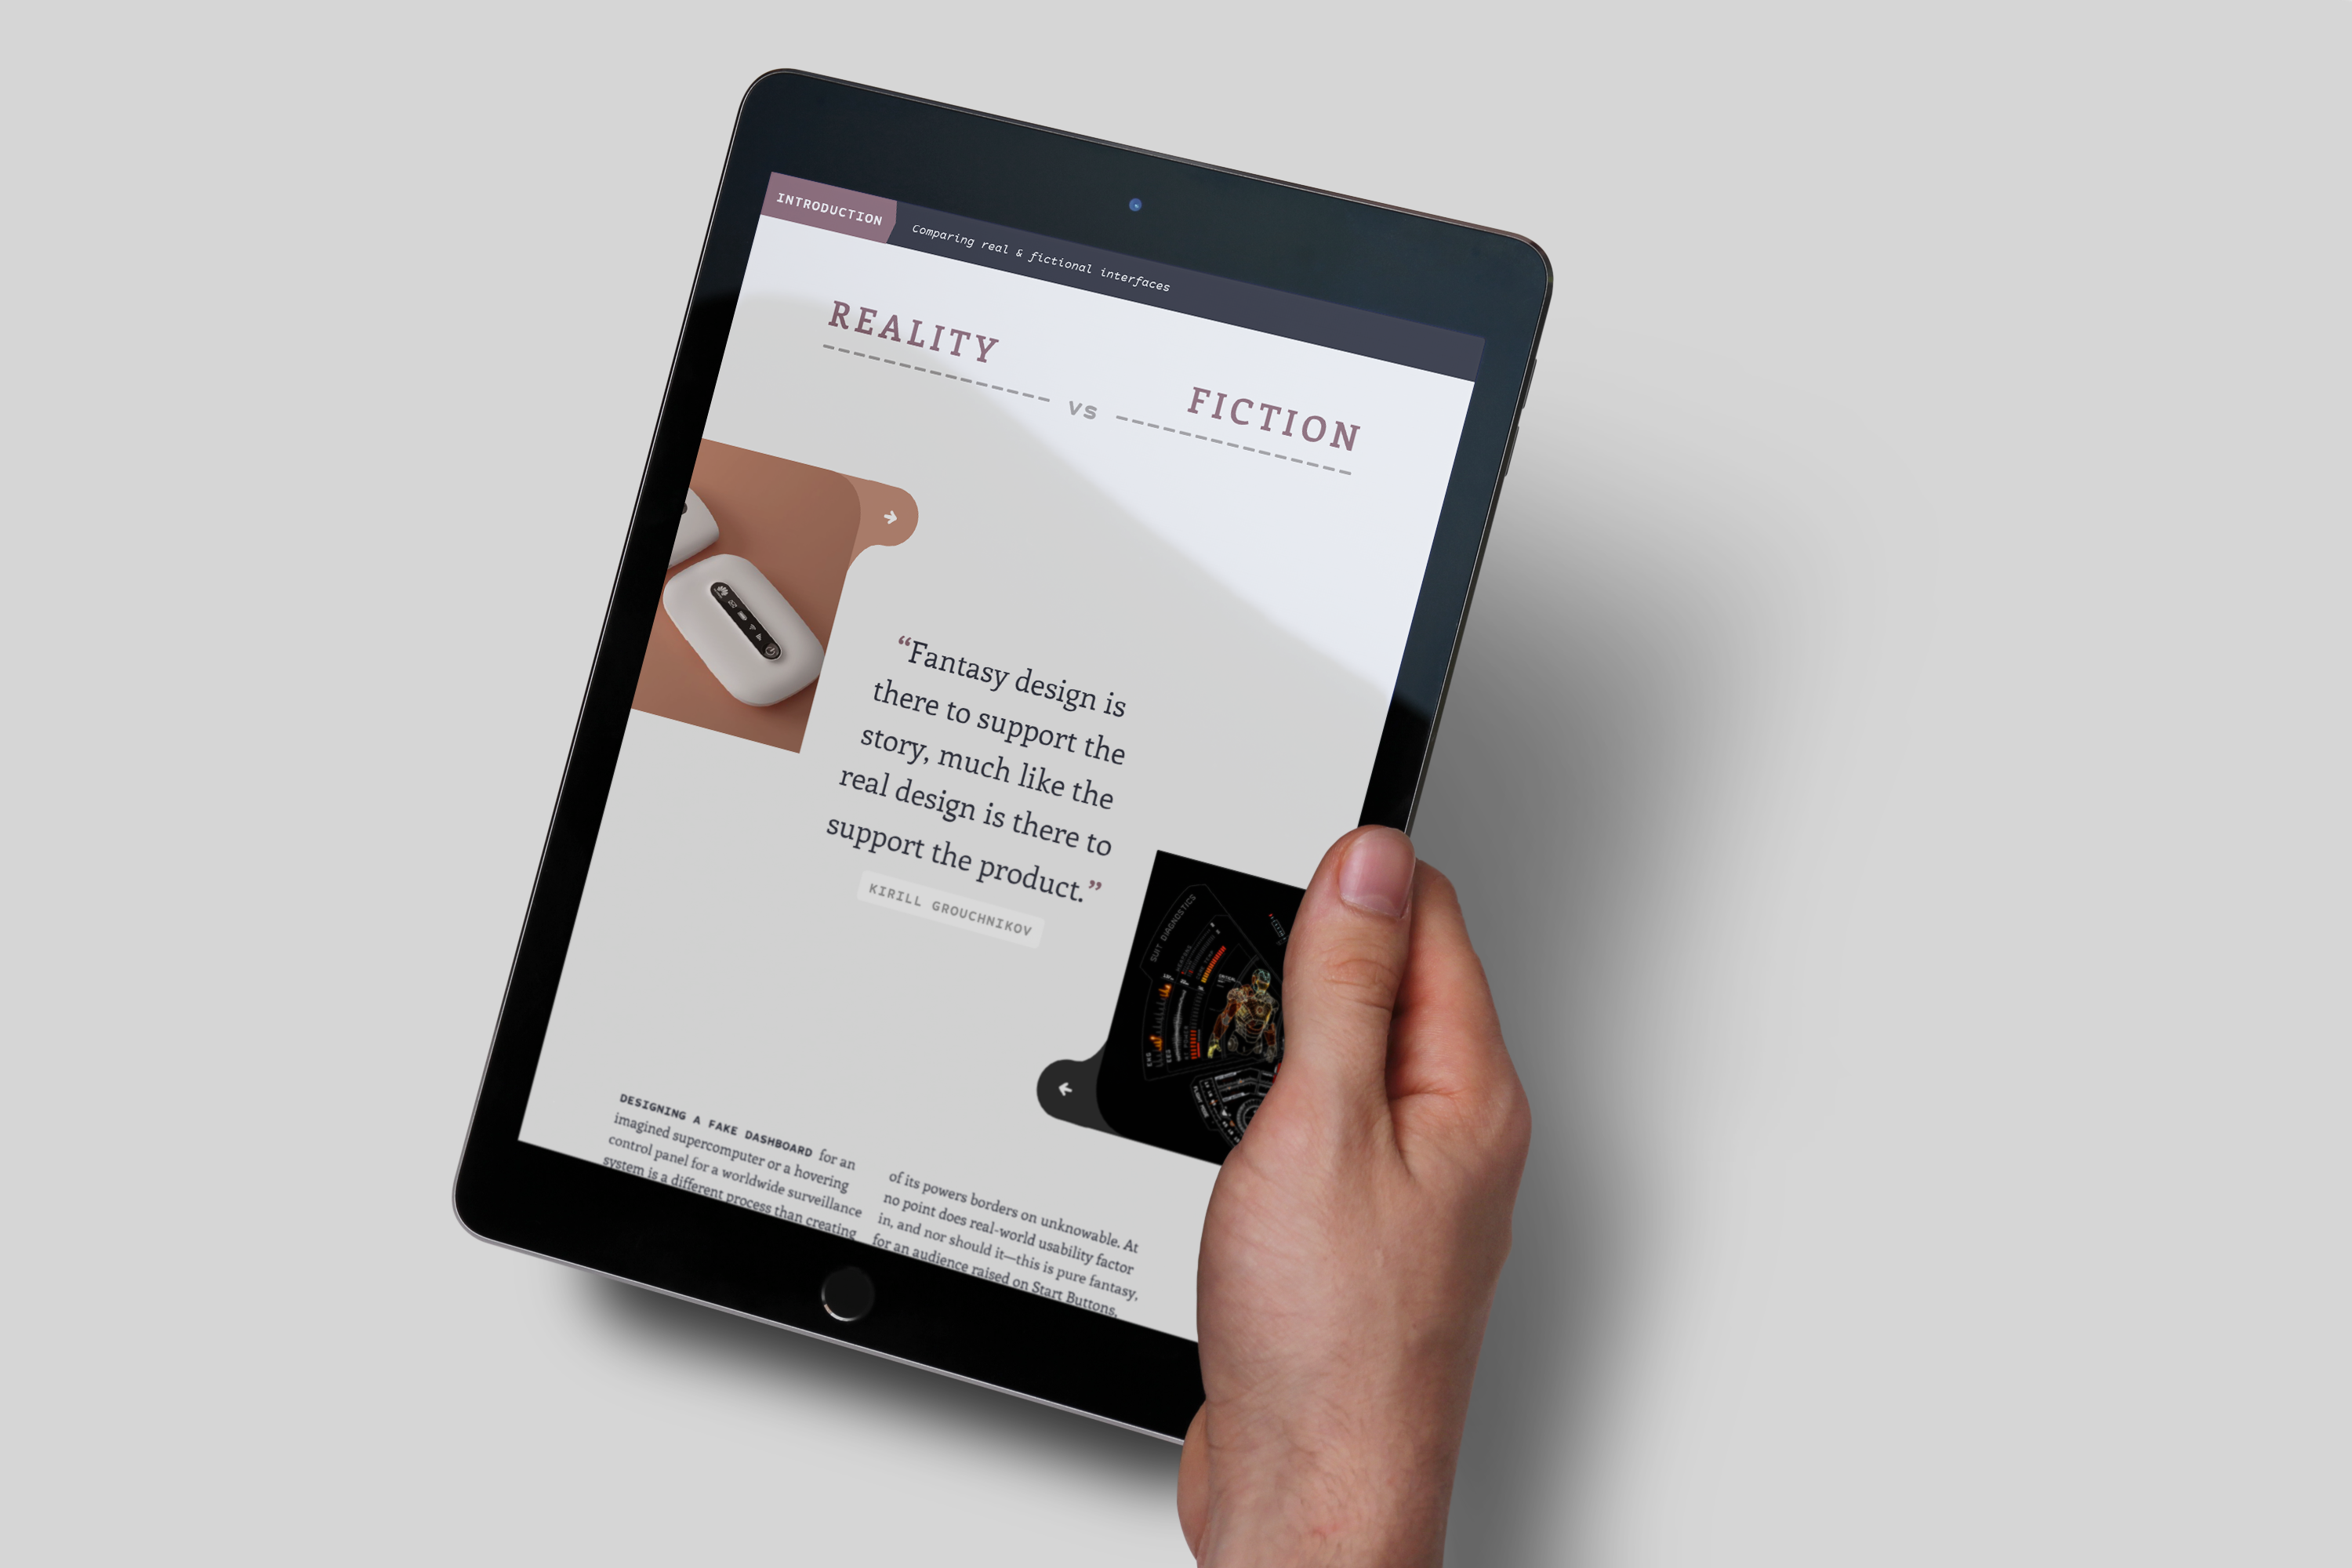 INTRODUCTION
Comparing real & fictional interfaces
REALITY
vs
FICTION
“Fantasy design is
there to support the
story, much like the
real design is there to
support the product.”
KIRILL GROUCHNIKOV
SUIT DIAGNOSTICS
DESIGNING A FAKE DASHBOARD for an
imagined supercomputer or a hovering
control panel for a worldwide surveillance
system is a different process than creating
of its powers borders on unknowable. At
no point does real-world usability factor
in, and nor should it—this is pure fantasy,
for an audience raised on Start Buttons,